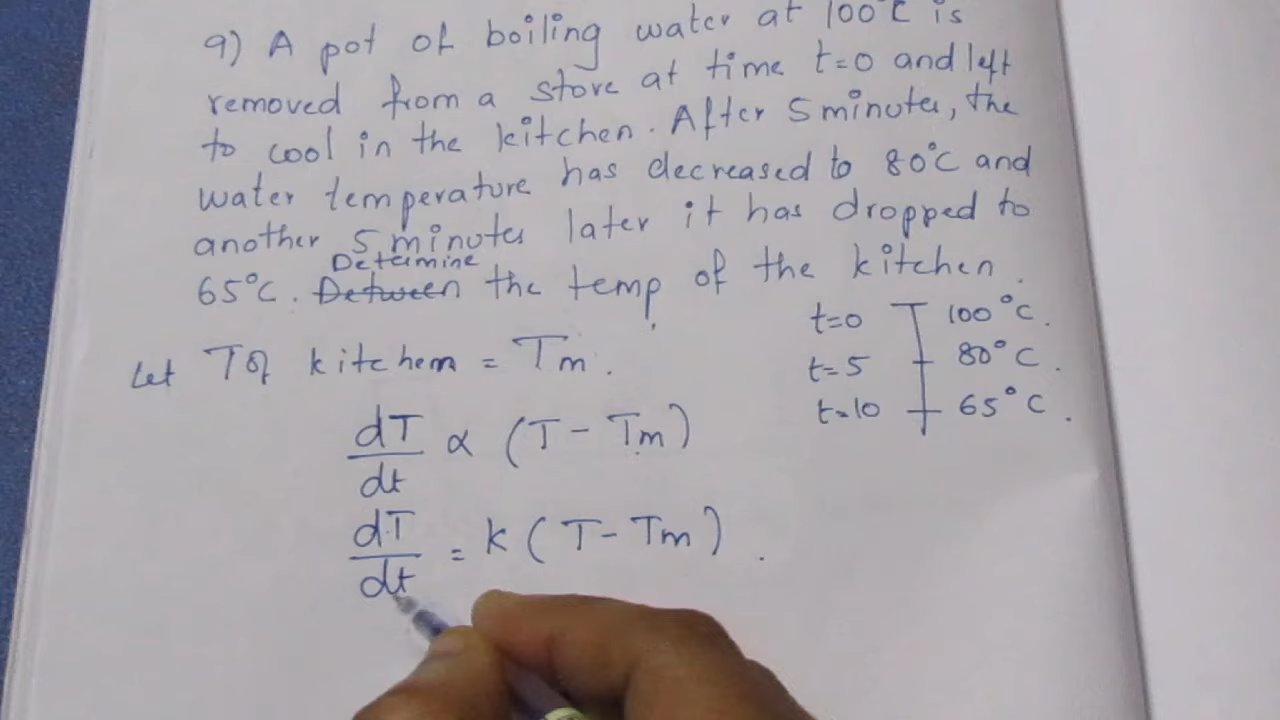 9) A pot of boiling water at 100°C is
removed from a stove at time t=0 and left
to cool in the kitchen. After 5 minutes, the
water temperature has decreased to 80°C and
another 5 minutes later it has dropped to
Determine
65°C. Between the temp of the kitchen.
Let T of kitchen = Tm.
t=0 100°C.
t=5 80°C.
t=10 65°C.
dT/dt ∝ (T - Tm)
dT/dt = k (T - Tm).